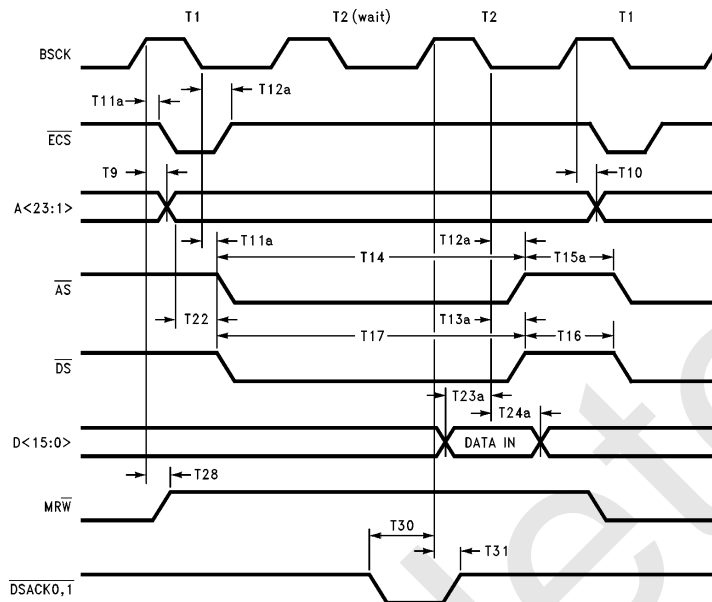 T1 T2 (wait) T2 T1
BSCK
T11a T12a
ECS
T9 T10
A<23:1>
T11a T12a
T14 T15a
AS
T22 T13a
T17 T16
DS
T23a
T24a
D<15:0> DATA IN
T28
MRW
T30
T31
DSACK0,1